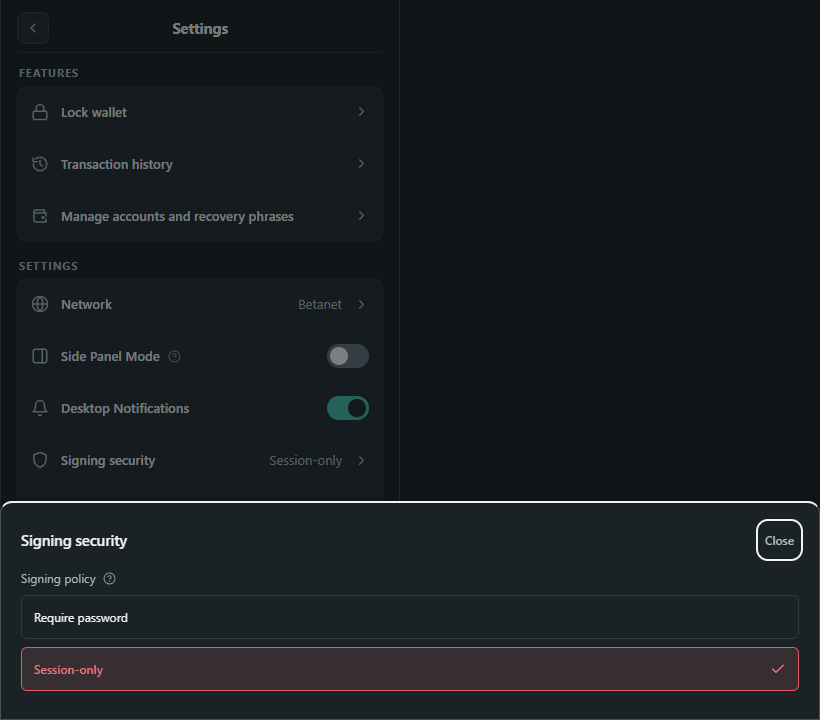 Settings
FEATURES
Lock wallet
Transaction history
Manage accounts and recovery phrases
SETTINGS
Network Betanet
Side Panel Mode
Desktop Notifications
Signing security Session-only
Signing security Close
Signing policy
Require password
Session-only